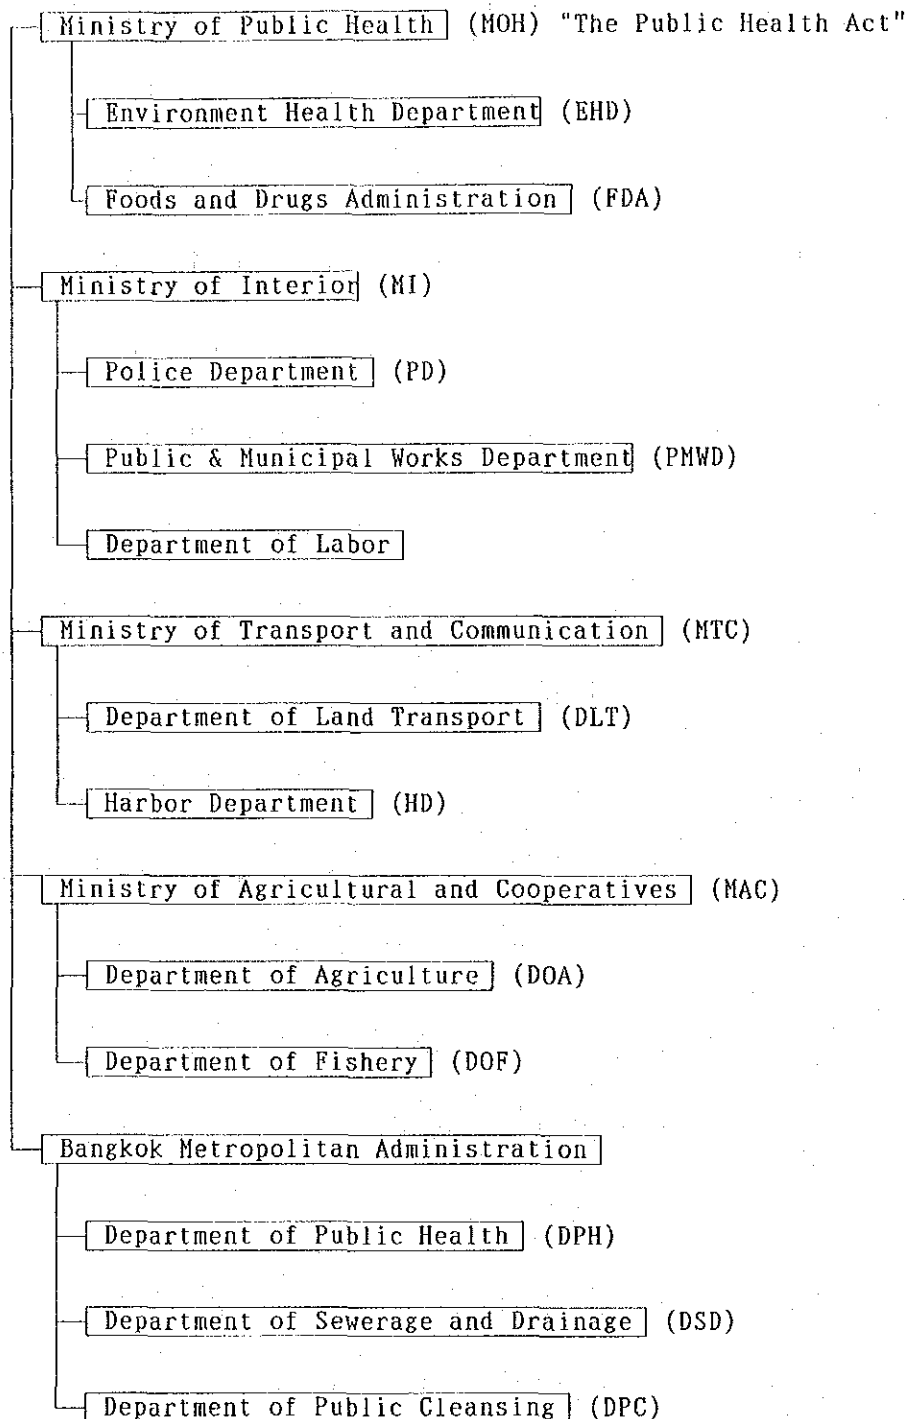 Ministry of Public Health (MOH) "The Public Health Act"
Environment Health Department (EHD)
Foods and Drugs Administration (FDA)
Ministry of Interior (MI)
Police Department (PD)
Public & Municipal Works Department (PMWD)
Department of Labor
Ministry of Transport and Communication (MTC)
Department of Land Transport (DLT)
Harbor Department (HD)
Ministry of Agricultural and Cooperatives (MAC)
Department of Agriculture (DOA)
Department of Fishery (DOF)
Bangkok Metropolitan Administration
Department of Public Health (DPH)
Department of Sewerage and Drainage (DSD)
Department of Public Cleansing (DPC)